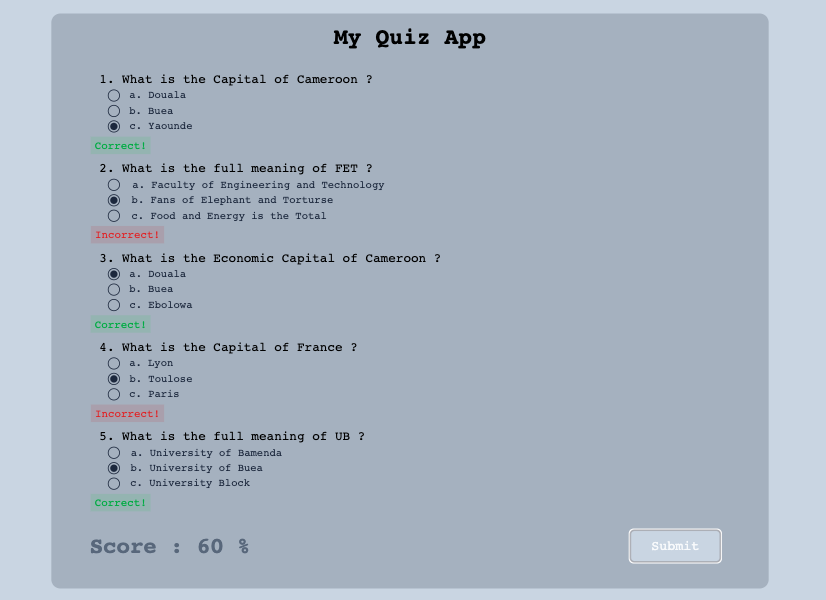 My Quiz App
1. What is the Capital of Cameroon ?
a. Douala
b. Buea
c. Yaounde
Correct!
2. What is the full meaning of FET ?
a. Faculty of Engineering and Technology
b. Fans of Elephant and Torturse
c. Food and Energy is the Total
Incorrect!
3. What is the Economic Capital of Cameroon ?
a. Douala
b. Buea
c. Ebolowa
Correct!
4. What is the Capital of France ?
a. Lyon
b. Toulose
c. Paris
Incorrect!
5. What is the full meaning of UB ?
a. University of Bamenda
b. University of Buea
c. University Block
Correct!
Score : 60 %
Submit